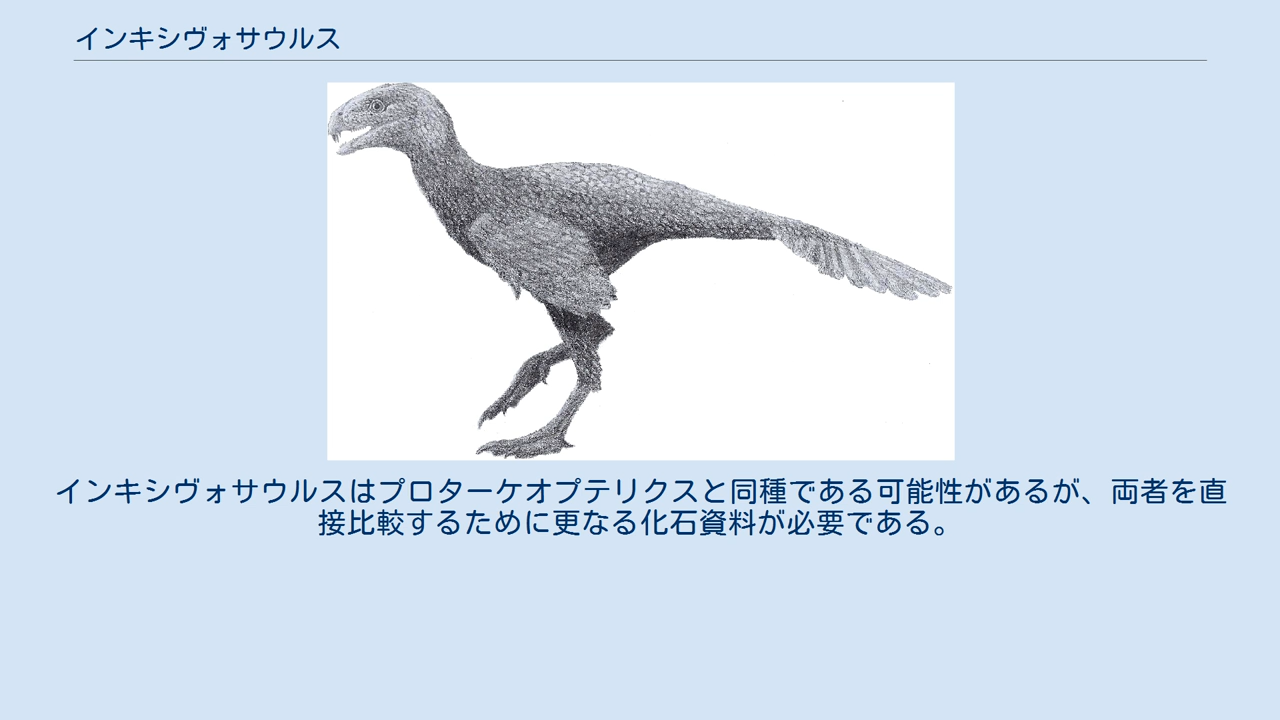 インキシヴォサウルス
インキシヴォサウルスはプロターケオプテリクスと同種である可能性があるが、両者を直
接比較するために更なる化石資料が必要である。